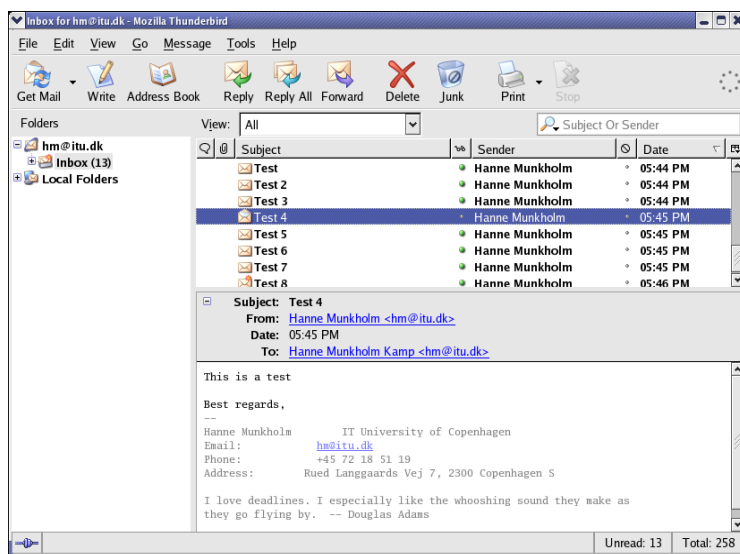 Inbox for hm@itu.dk - Mozilla Thunderbird
File Edit View Go Message Tools Help
Get Mail Write Address Book Reply Reply All Forward Delete Junk Print Stop
Folders View: All Subject Or Sender
hm@itu.dk
Inbox (13)
Local Folders
Subject Sender Date
Test Hanne Munkholm 05:44 PM
Test 2 Hanne Munkholm 05:44 PM
Test 3 Hanne Munkholm 05:44 PM
Test 4 Hanne Munkholm 05:45 PM
Test 5 Hanne Munkholm 05:45 PM
Test 6 Hanne Munkholm 05:45 PM
Test 7 Hanne Munkholm 05:45 PM
Test 8 Hanne Munkholm 05:46 PM
Subject: Test 4
From: Hanne Munkholm <hm@itu.dk>
Date: 05:45 PM
To: Hanne Munkholm Kamp <hm@itu.dk>
This is a test
Best regards,
--
Hanne Munkholm IT University of Copenhagen
Email: hm@itu.dk
Phone: +45 72 18 51 19
Address: Rued Langgaards Vej 7, 2300 Copenhagen S
I love deadlines. I especially like the whooshing sound they make as
they go flying by. -- Douglas Adams
Unread: 13 Total: 258